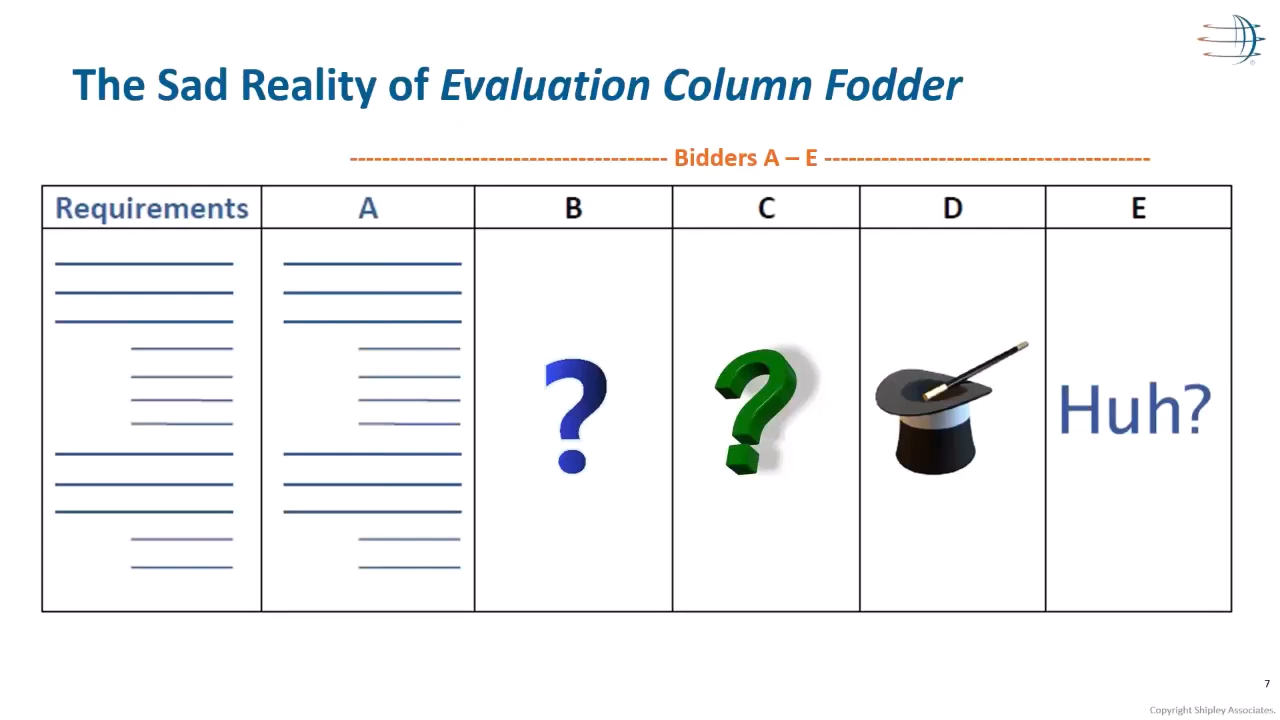 The Sad Reality of Evaluation Column Fodder
--------------------------------------- Bidders A – E ----------------------------------------
Requirements A B C D E
? ? Huh?
7
Copyright Shipley Associates.